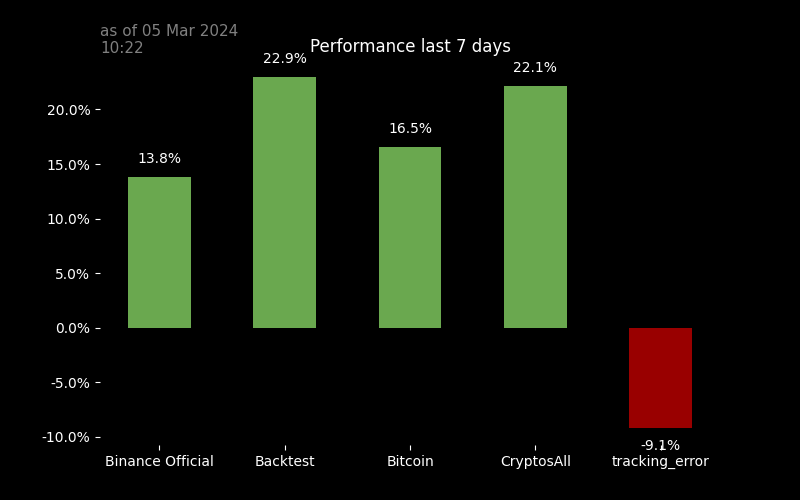 as of 05 Mar 2024
10:22
Performance last 7 days
22.9%
22.1%
20.0%
16.5%
13.8%
15.0%
10.0%
5.0%
0.0%
-5.0%
-10.0%
-9.1%
Binance Official
Backtest
Bitcoin
CryptosAll
tracking_error